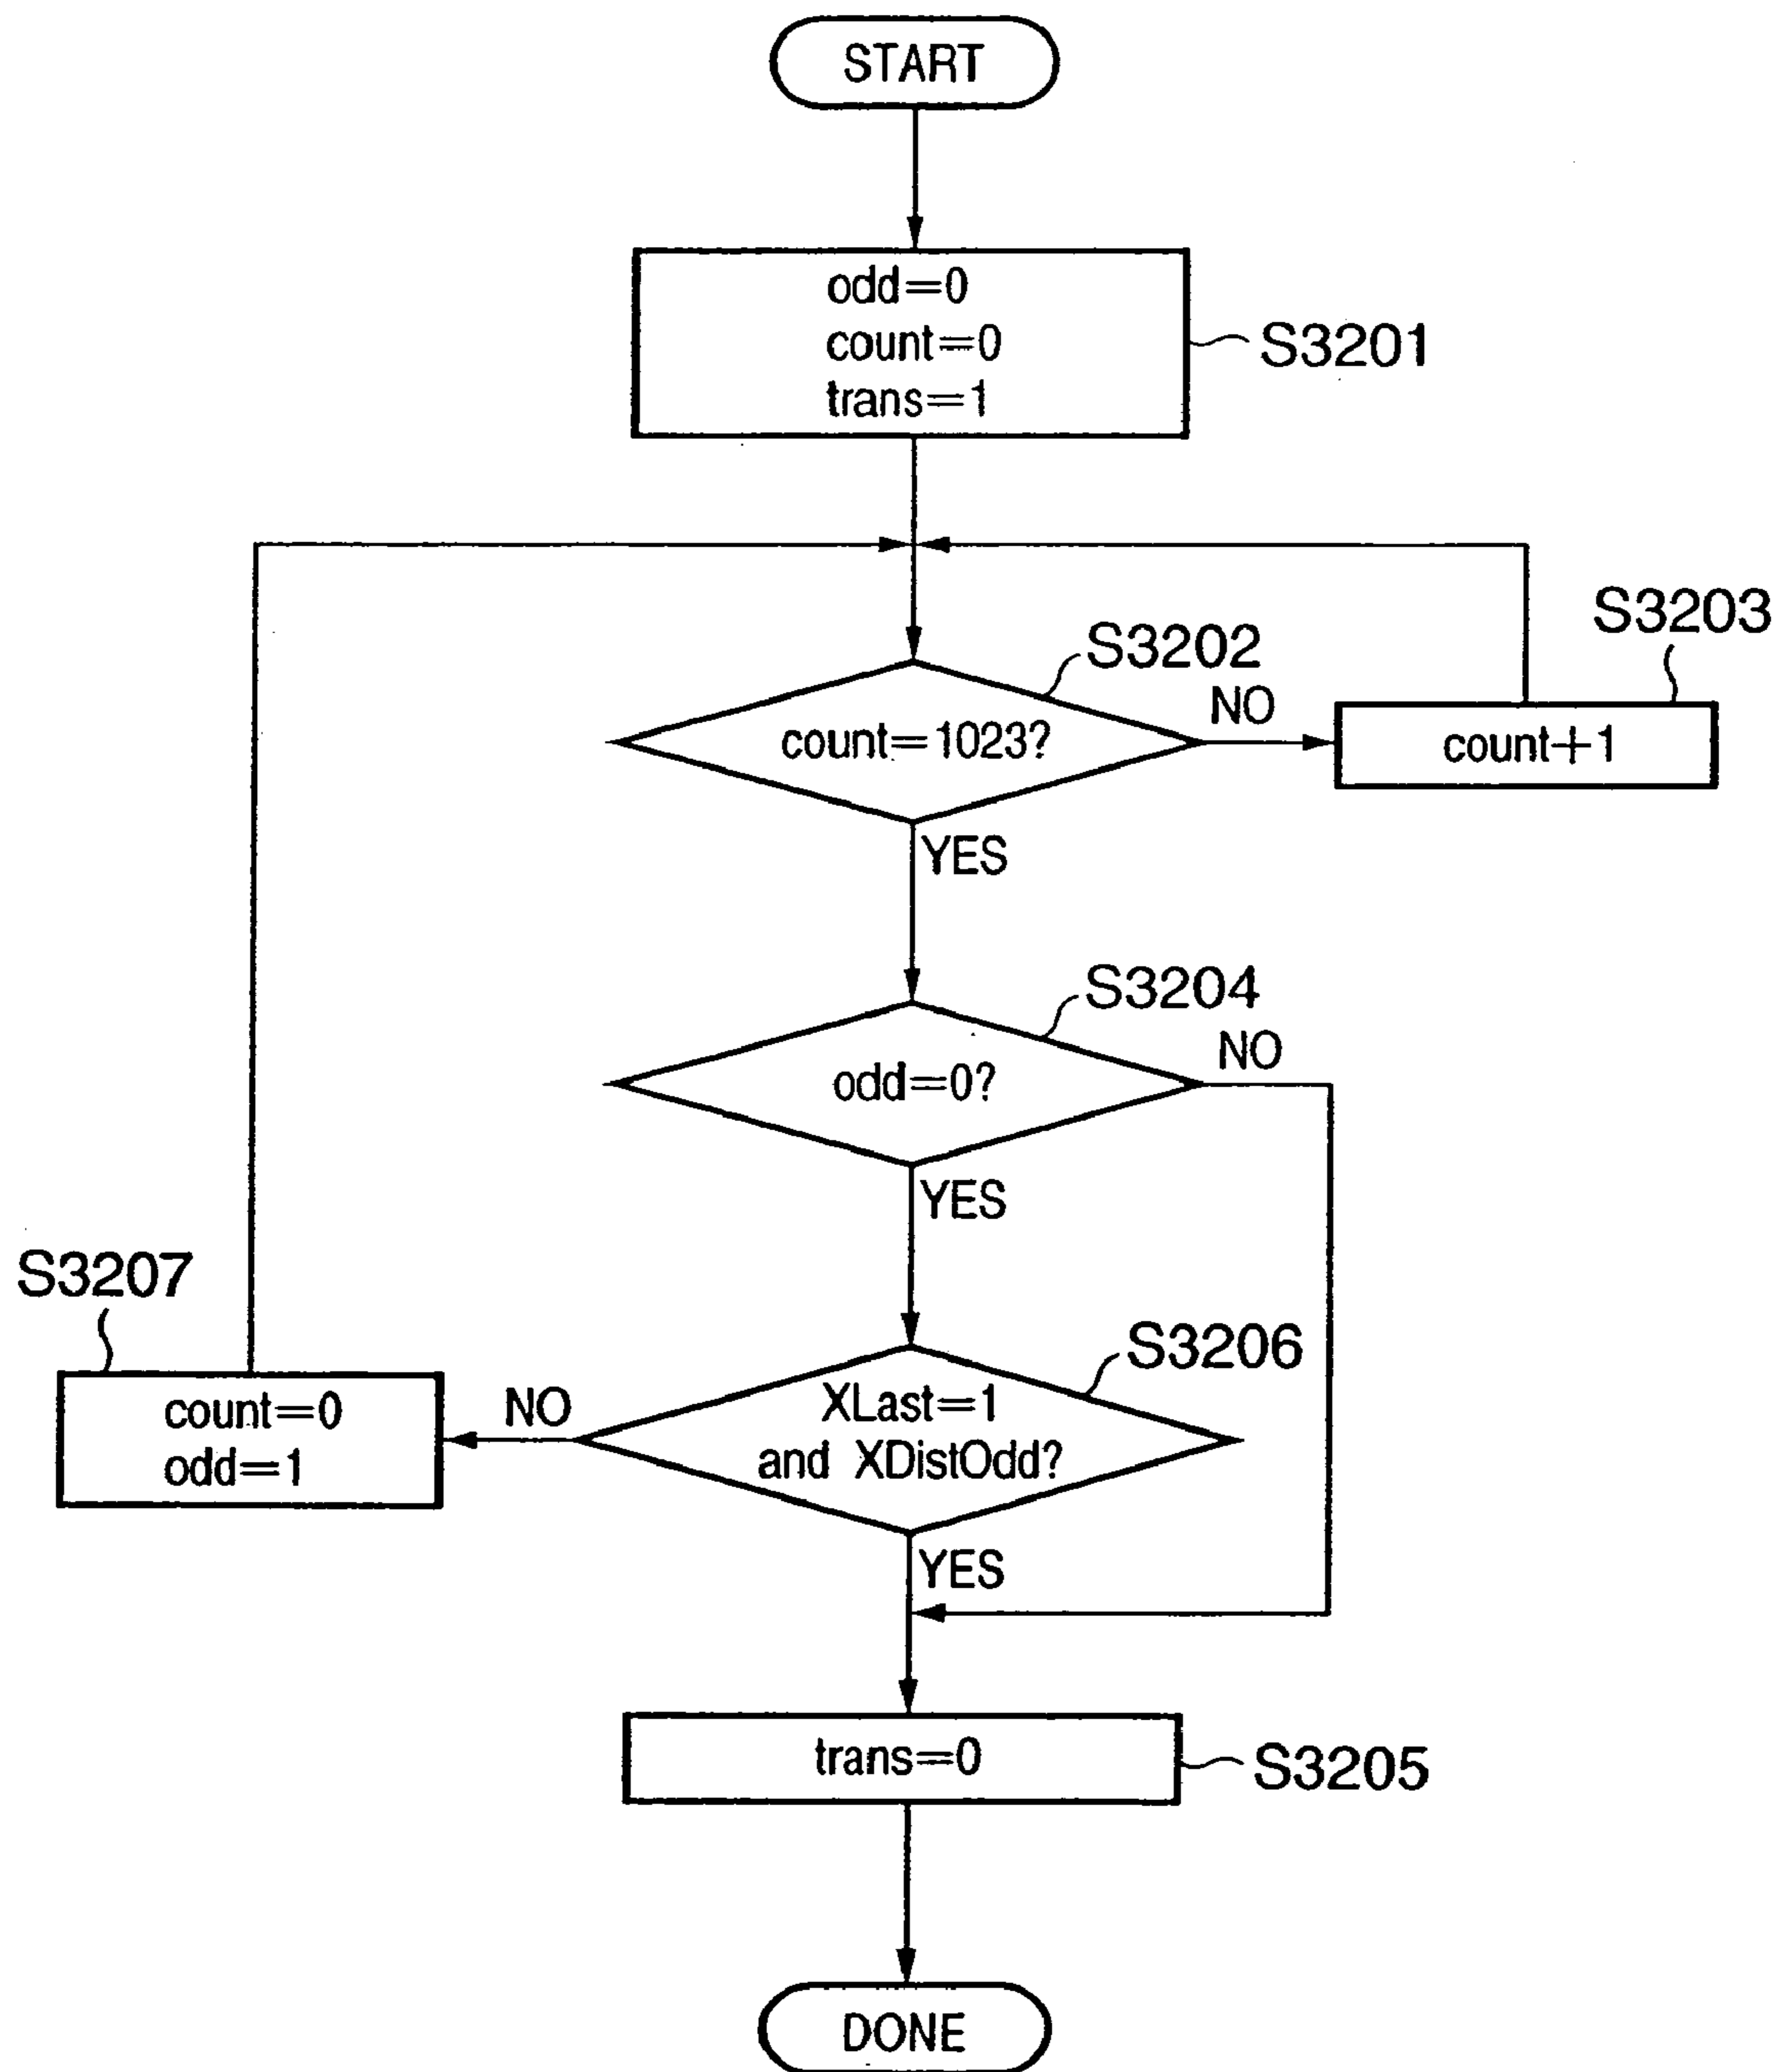 START
odd=0
count=0
trans=1
S3201
S3202
S3203
count=1023?
NO
count+1
YES
S3204
odd=0?
NO
YES
S3206
XLast=1
and XDistOdd?
NO
S3207
count=0
odd=1
YES
trans=0
S3205
DONE